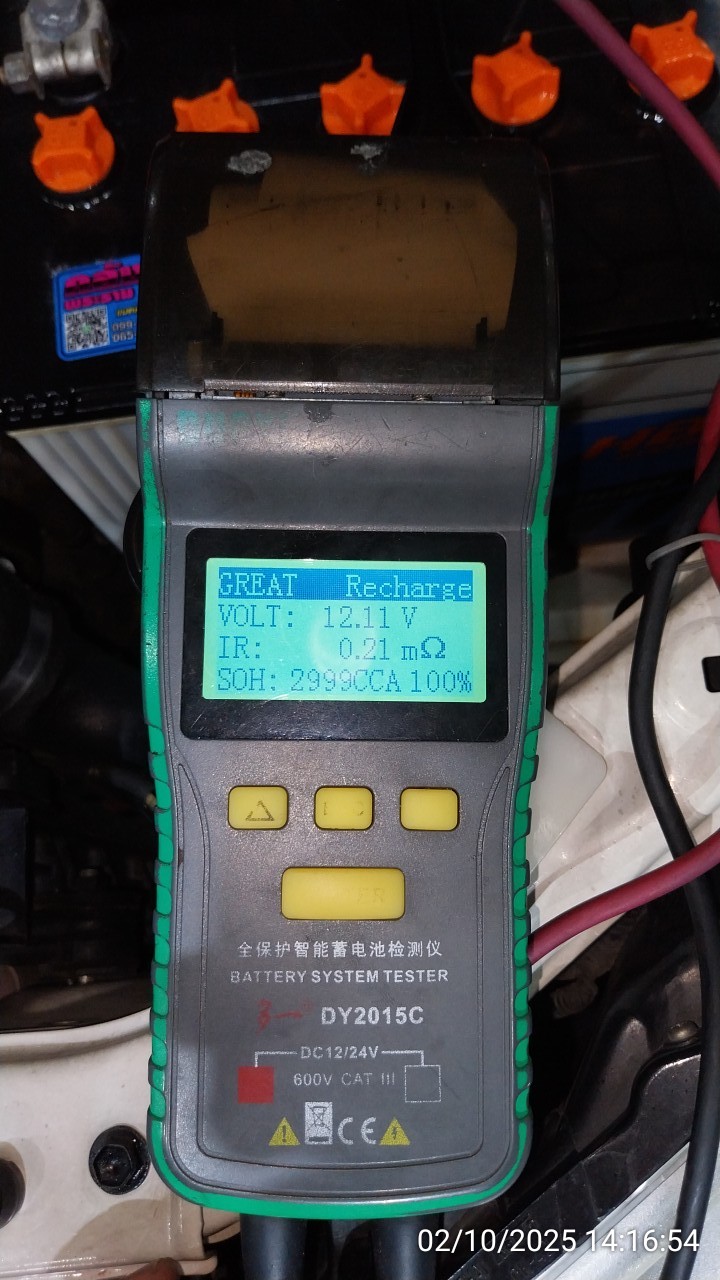 099
065
GREAT Recharge
VOLT: 12.11 V
IR: 0.21 mΩ
SOH: 2999CCA 100%
全保护智能蓄电池检测仪
BATTERY SYSTEM TESTER
DY2015C
DC12/24V
600V CAT III
CE
02/10/2025 14:16:54